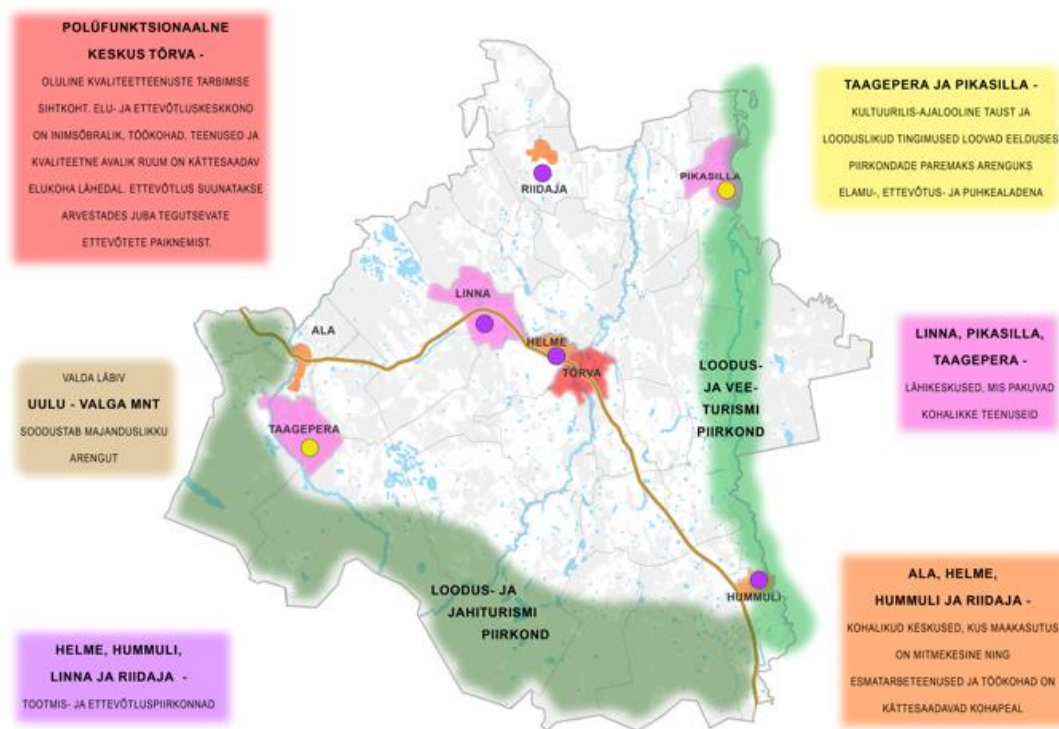 POLÜFUNKTSIONAALNE
KESKUS TÕRVA -
OLULINE KVALITEETTEENUSTE TARBIMISE
SIHTKOHT. ELU- JA ETTEVÕTLUSKESKKOND
ON INIMSÕBRALIK, TÖÖKOHAD, TEENUSED JA
KVALITEETNE AVALIK RUUM ON KÄTTESAADAV
ELUKOHA LÄHEDAL. ETTEVÕTLUS SUUNATAKSE
ARVESTADES JUBA TEGUTSEVATE
ETTEVÕTETE PAIKNEMIST.
VALDA LÄBIV
UULU - VALGA MNT
SOODUSTAB MAJANDUSLIKKU
ARENGUT
HELME, HUMMULI,
LINNA JA RIIDAJA -
TOOTMIS- JA ETTEVÕTLUSPIIRKONNAD
RIIDAJA
PIKASILLA
LINNA
ALA
HELME
TÕRVA
TAAGEPERA
LOODUS-
JA VEE-
TURISMI
PIIRKOND
HUMMULI
LOODUS- JA
JAHITURISMI
PIIRKOND
TAAGEPERA JA PIKASILLA -
KULTUURILIS-AJALOOLINE TAUST JA
LOODUSLIKUD TINGIMUSED LOOVAD EELDUSES
PIIRKONDADE PAREMAKS ARENGUKS
ELAMU-, ETTEVÕTUS- JA PUHKEALADENA
LINNA, PIKASILLA,
TAAGEPERA -
LÄHIKESKUSED, MIS PAKUVAD
KOHALIKKE TEENUSEID
ALA, HELME,
HUMMULI JA RIIDAJA -
KOHALIKUD KESKUSED, KUS MAAKASUTUS
ON MITMEKESINE NING
ESMATARBETEENUSED JA TÖÖKOHAD ON
KÄTTESAADAVAD KOHAPEAL